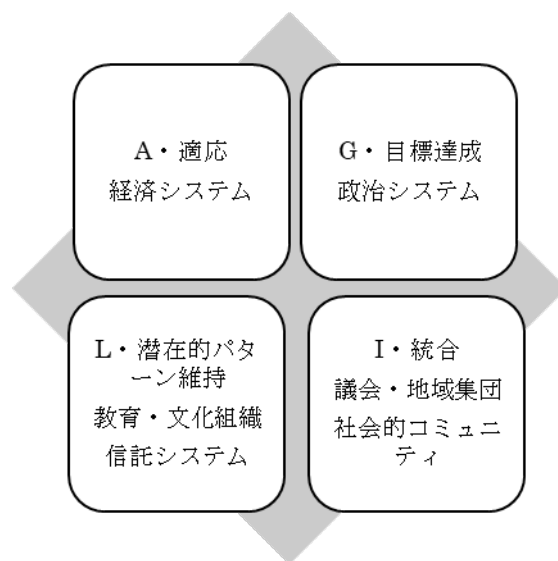 A・適応
経済システム
G・目標達成
政治システム
L・潜在的パタ
ーン維持
教育・文化組織
信託システム
I・統合
議会・地域集団
社会的コミュニ
ティ